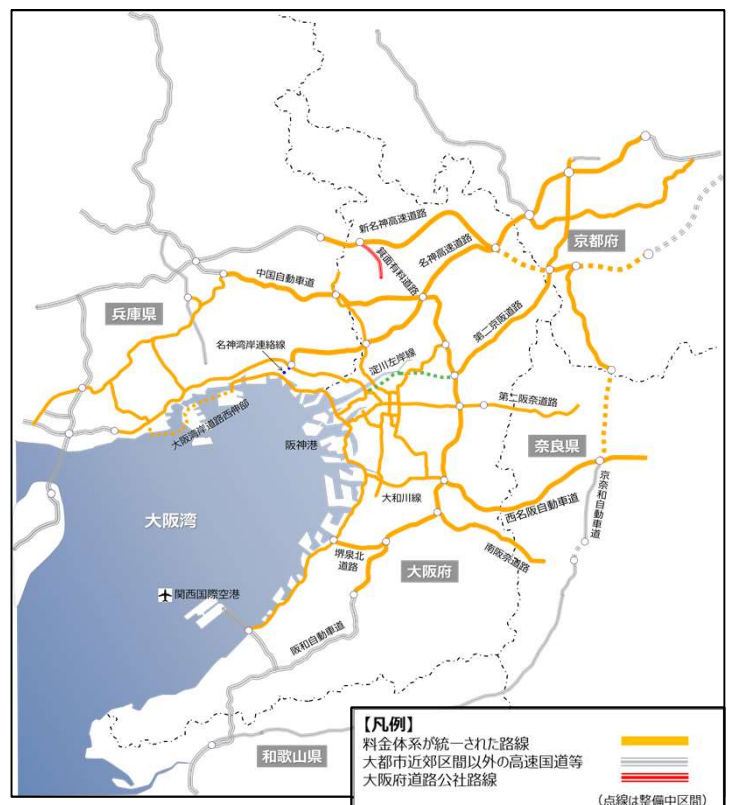 新名神高速道路
名神高速道路
京都府
箕面有料道路
中国自動車道
第二京阪道路
兵庫県
名神湾岸連絡線
淀川左岸線
第二阪奈道路
大阪湾岸道路西伸部
阪神港
奈良県
大和川線
京奈和自動車道
西名阪自動車道
大阪湾
堺泉北
道路
大阪府
南阪奈道路
関西国際空港
阪和自動車道
和歌山県
【凡例】
料金体系が統一された路線
大都市近郊区間以外の高速国道等
大阪府道路公社路線
(点線は整備中区間)